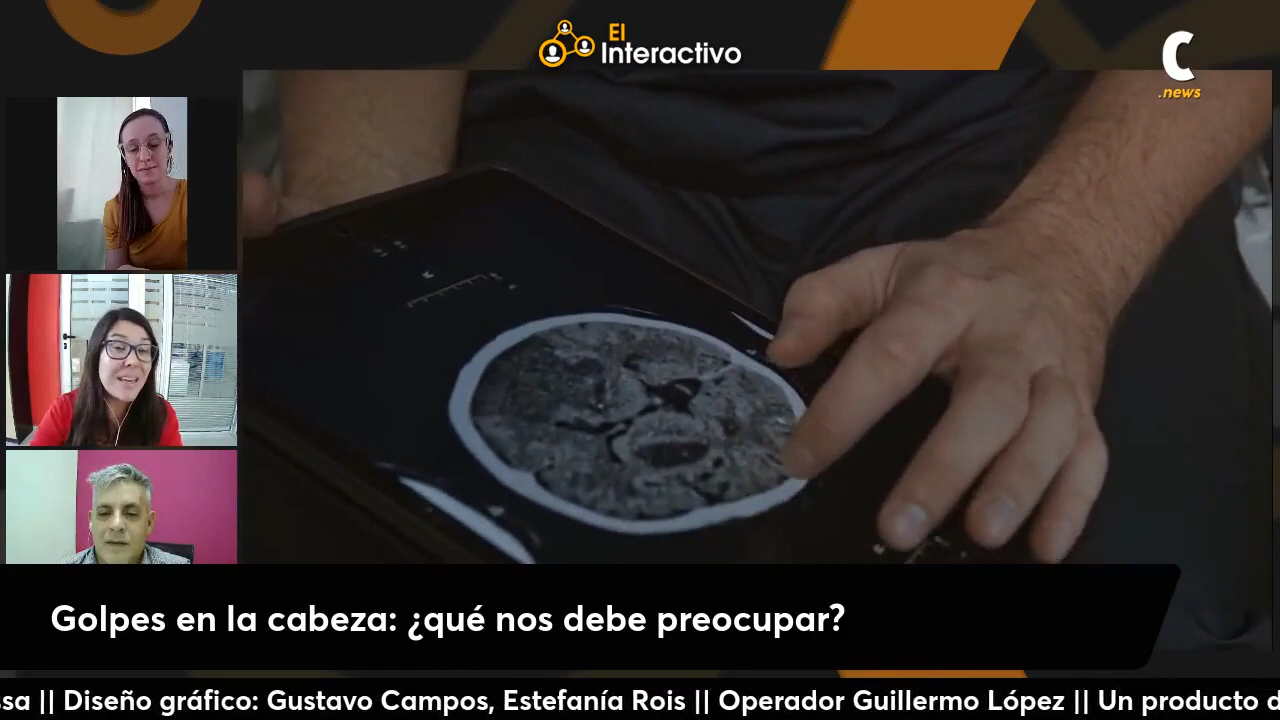 El
Interactivo
C
.news
Golpes en la cabeza: ¿qué nos debe preocupar?
ssa || Diseño gráfico: Gustavo Campos, Estefanía Rois || Operador Guillermo López || Un producto d